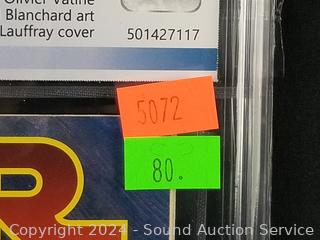 Olivier Vatine
Blanchard art
Lauffray cover
501427117
5072
80.
R
Copyright 2024 - Sound Auction Service